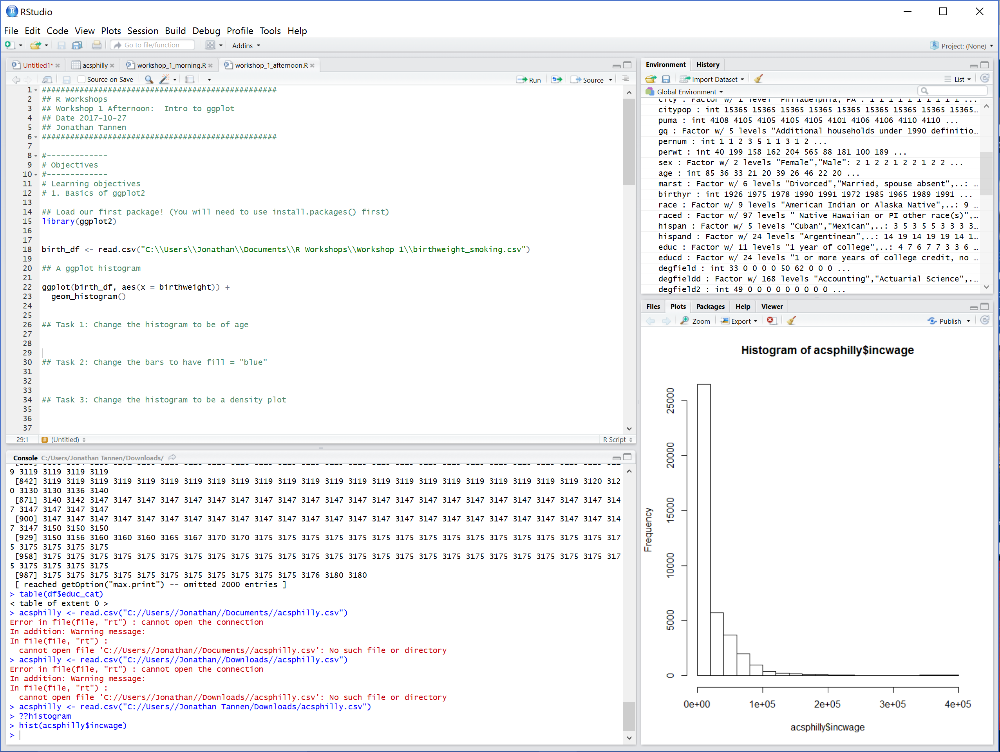 RStudio
File Edit Code View Plots Session Build Debug Profile Tools Help
Go to file/function Addins Project: (None)
Untitled1* acsphilly workshop_1_morning.R workshop_1_afternoon.R
Source on Save Run Source
1 ##################################################
2 ## R Workshops
3 ## Workshop 1 Afternoon:  Intro to ggplot
4 ## Date 2017-10-27
5 ## Jonathan Tannen
6 ##################################################
7
8 #-------------
9 # Objectives
10 #-------------
11 # Learning objectives
12 # 1. Basics of ggplot2
13
14 ## Load our first package! (You will need to use install.packages() first)
15 library(ggplot2)
16
17
18 birth_df <- read.csv("C:\\Users\\Jonathan\\Documents\\R Workshops\\Workshop 1\\birthweight_smoking.csv")
19
20 ## A ggplot histogram
21
22 ggplot(birth_df, aes(x = birthweight)) +
23   geom_histogram()
24
25
26 ## Task 1: Change the histogram to be of age
27
28
29
30 ## Task 2: Change the bars to have fill = "blue"
31
32
33
34 ## Task 3: Change the histogram to be a density plot
35
36
37
29:1 (Untitled) R Script
Console C:/Users/Jonathan Tannen/Downloads/
9 3119 3119 3119 3119
[842] 3119 3119 3119 3119 3119 3119 3119 3119 3119 3119 3119 3119 3119 3119 3119 3119 3119 3119 3119 3119 3119 3119 3119 3120 312
0 3130 3130 3136 3140
[871] 3140 3142 3147 3147 3147 3147 3147 3147 3147 3147 3147 3147 3147 3147 3147 3147 3147 3147 3147 3147 3147 3147 3147 3147 314
7 3147 3147 3147 3147
[900] 3147 3147 3147 3147 3147 3147 3147 3147 3147 3147 3147 3147 3147 3147 3147 3147 3147 3147 3147 3147 3147 3147 3147 3147 314
7 3147 3150 3150 3150
[929] 3150 3156 3160 3160 3160 3165 3167 3170 3170 3175 3175 3175 3175 3175 3175 3175 3175 3175 3175 3175 3175 3175 3175 3175 317
5 3175 3175 3175 3175
[958] 3175 3175 3175 3175 3175 3175 3175 3175 3175 3175 3175 3175 3175 3175 3175 3175 3175 3175 3175 3175 3175 3175 3175 3175 317
5 3175 3175 3175 3175
[987] 3175 3175 3175 3175 3175 3175 3175 3175 3175 3175 3175 3176 3180 3180
[ reached getOption("max.print") -- omitted 2000 entries ]
> table(df$educ_cat)
< table of extent 0 >
> acsphilly <- read.csv("C://Users//Jonathan//Documents//acsphilly.csv")
Error in file(file, "rt") : cannot open the connection
In addition: Warning message:
In file(file, "rt") :
  cannot open file 'C://Users//Jonathan//Documents//acsphilly.csv': No such file or directory
> acsphilly <- read.csv("C://Users//Jonathan//Downloads//acsphilly.csv")
Error in file(file, "rt") : cannot open the connection
In addition: Warning message:
In file(file, "rt") :
  cannot open file 'C://Users//Jonathan//Downloads//acsphilly.csv': No such file or directory
> acsphilly <- read.csv("C://Users//Jonathan Tannen/Downloads/acsphilly.csv")
> ??histogram
> hist(acsphilly$incwage)
>
Environment History
Import Dataset List
Global Environment
city : Factor w/ 1 level "Philadelphia, PA": 1 1 1 1 1 1 1 1 1 1 ...
citypop : int 15365 15365 15365 15365 15365 15365 15365 15365 15365…
puma : int 4108 4105 4105 4105 4105 4101 4106 4106 4110 4110 ...
gq : Factor w/ 5 levels "Additional households under 1990 definitio…
pernum : int 1 1 2 3 5 1 1 3 1 2 ...
perwt : int 40 199 158 162 204 565 88 181 100 189 ...
sex : Factor w/ 2 levels "Female","Male": 2 1 2 2 1 2 2 1 2 2 ...
age : int 85 36 33 21 20 39 26 46 22 20 ...
marst : Factor w/ 6 levels "Divorced","Married, spouse absent",..: …
birthyr : int 1926 1975 1978 1990 1991 1972 1985 1965 1989 1991 ...
race : Factor w/ 9 levels "American Indian or Alaska Native",..: 9 …
raced : Factor w/ 97 levels " Native Hawaiian or PI other race(s)",…
hispan : Factor w/ 5 levels "Cuban","Mexican",..: 3 5 3 5 5 3 3 3 3…
hispand : Factor w/ 24 levels "Argentinean",..: 14 19 14 19 19 14 1…
educ : Factor w/ 11 levels "1 year of college",..: 4 7 6 7 7 3 3 6 …
educd : Factor w/ 24 levels "1 or more years of college credit, no …
degfield : int 33 0 0 0 0 50 62 0 0 0 ...
degfieldd : Factor w/ 168 levels "Accounting","Actuarial Science",.…
degfield2 : int 49 0 0 0 0 0 0 0 0 0 ...
Files Plots Packages Help Viewer
Zoom Export Publish
Histogram of acsphilly$incwage
Frequency
25000
20000
15000
10000
5000
0
0e+00 1e+05 2e+05 3e+05 4e+05
acsphilly$incwage